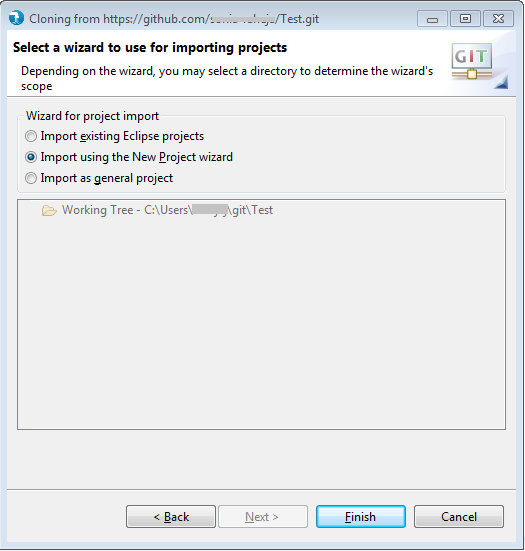 Cloning from https://github.com/ /Test.git
Select a wizard to use for importing projects
GIT
Depending on the wizard, you may select a directory to determine the wizard's
scope
Wizard for project import
Import existing Eclipse projects
Import using the New Project wizard
Import as general project
Working Tree - C:\Users\ \git\Test
< Back
Next >
Finish
Cancel